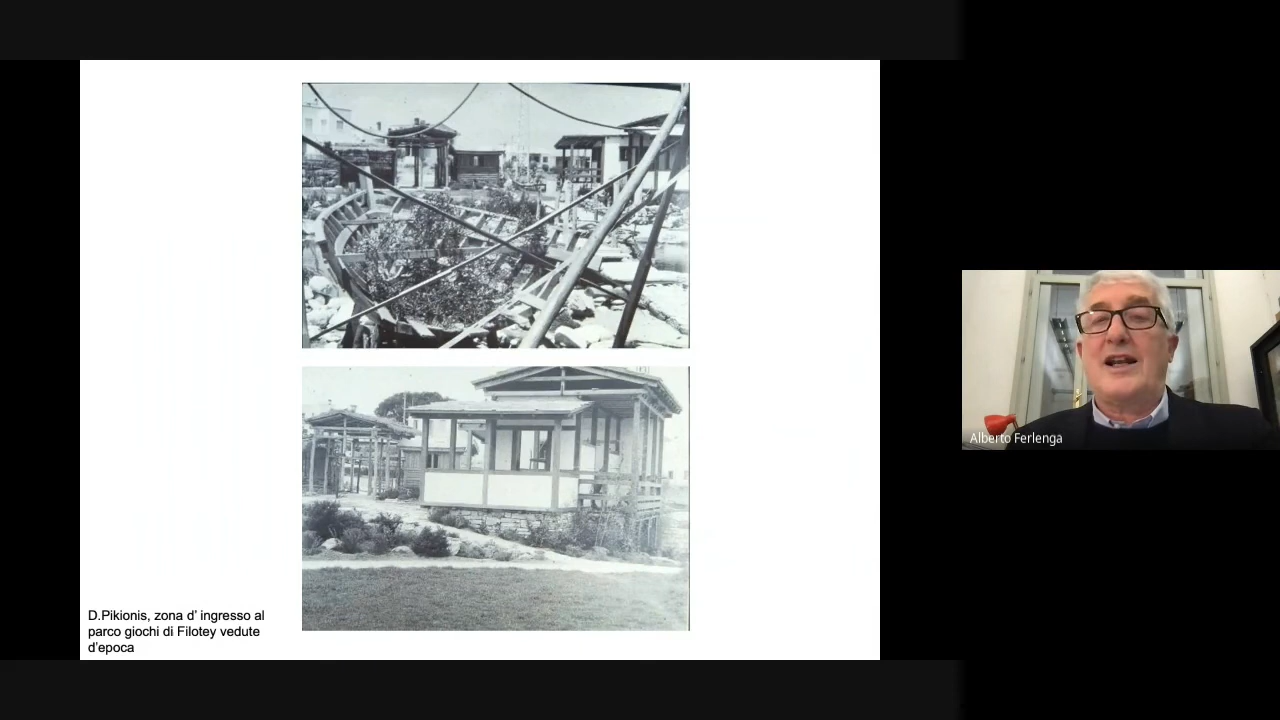 D.Pikionis, zona d’ ingresso al
parco giochi di Filotey vedute
d’epoca
Alberto Ferlenga